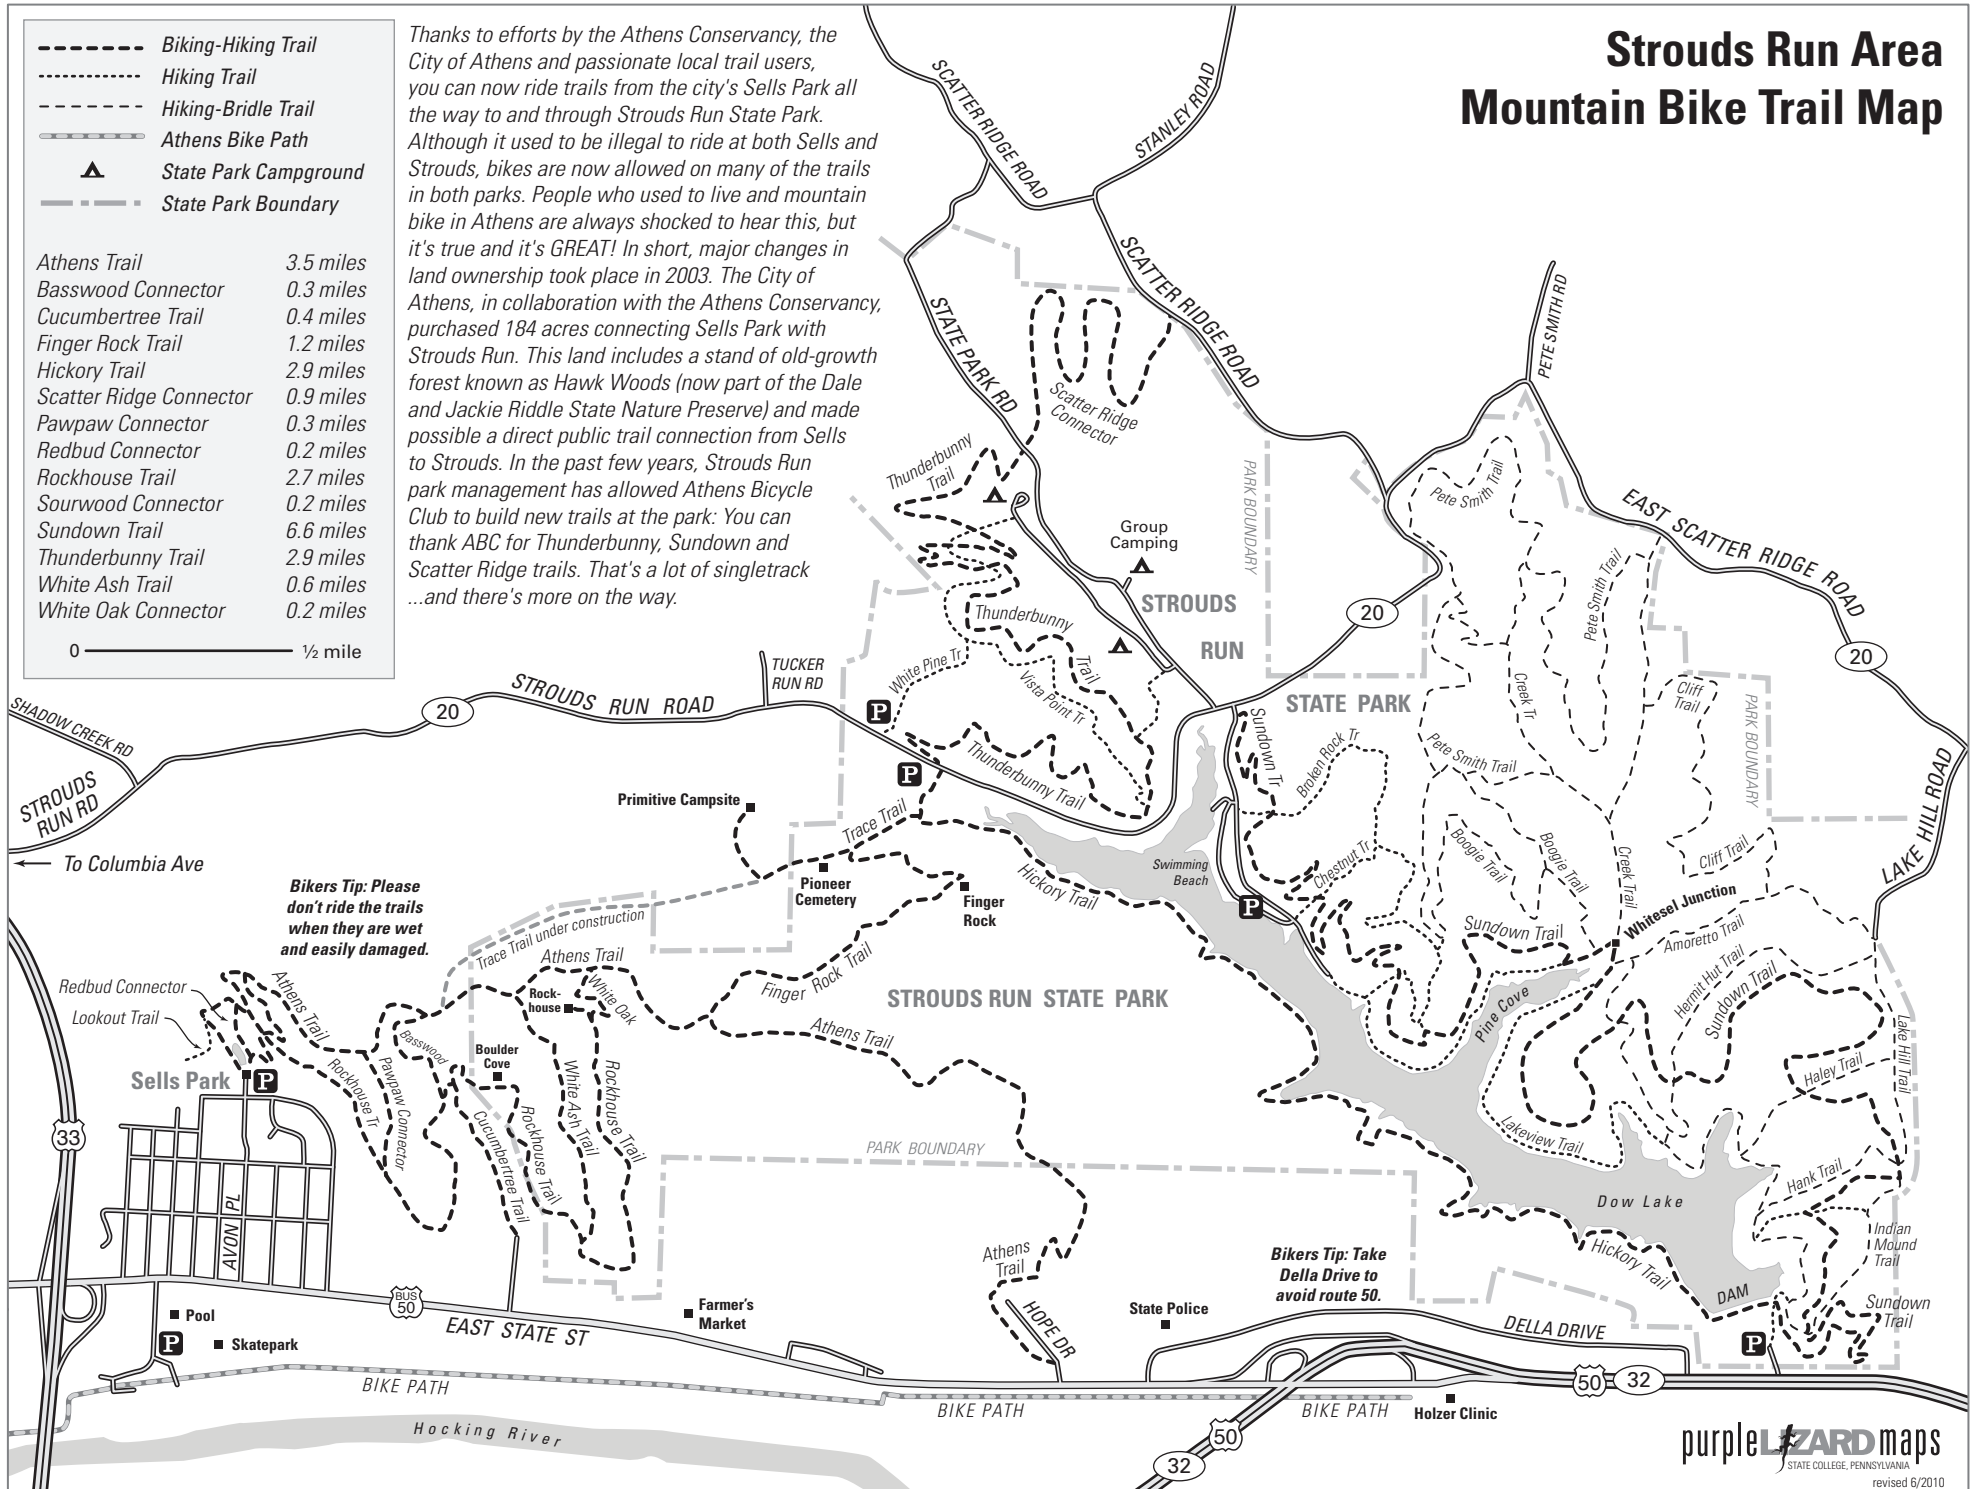 Strouds Run Area
Mountain Bike Trail Map
Biking-Hiking Trail
Hiking Trail
Hiking-Bridle Trail
Athens Bike Path
State Park Campground
State Park Boundary
Athens Trail 3.5 miles
Basswood Connector 0.3 miles
Cucumbertree Trail 0.4 miles
Finger Rock Trail 1.2 miles
Hickory Trail 2.9 miles
Scatter Ridge Connector 0.9 miles
Pawpaw Connector 0.3 miles
Redbud Connector 0.2 miles
Rockhouse Trail 2.7 miles
Sourwood Connector 0.2 miles
Sundown Trail 6.6 miles
Thunderbunny Trail 2.9 miles
White Ash Trail 0.6 miles
White Oak Connector 0.2 miles
0 ½ mile
Thanks to efforts by the Athens Conservancy, the
City of Athens and passionate local trail users,
you can now ride trails from the city's Sells Park all
the way to and through Strouds Run State Park.
Although it used to be illegal to ride at both Sells and
Strouds, bikes are now allowed on many of the trails
in both parks. People who used to live and mountain
bike in Athens are always shocked to hear this, but
it's true and it's GREAT! In short, major changes in
land ownership took place in 2003. The City of
Athens, in collaboration with the Athens Conservancy,
purchased 184 acres connecting Sells Park with
Strouds Run. This land includes a stand of old-growth
forest known as Hawk Woods (now part of the Dale
and Jackie Riddle State Nature Preserve) and made
possible a direct public trail connection from Sells
to Strouds. In the past few years, Strouds Run
park management has allowed Athens Bicycle
Club to build new trails at the park: You can
thank ABC for Thunderbunny, Sundown and
Scatter Ridge trails. That's a lot of singletrack
...and there's more on the way.
SCATTER RIDGE ROAD
STANLEY ROAD
SCATTER RIDGE ROAD
STATE PARK RD
PETE SMITH RD
Scatter Ridge
Connector
Thunderbunny
Trail
Group
Camping
PARK BOUNDARY
Pete Smith Trail
EAST SCATTER RIDGE ROAD
Pete Smith Trail
STROUDS
RUN
STATE PARK
20
20
Thunderbunny
Trail
White Pine Tr
Vista Point Tr
TUCKER
RUN RD
STROUDS RUN ROAD
20
SHADOW CREEK RD
STROUDS
RUN RD
To Columbia Ave
P
P
Thunderbunny Trail
Sundown Tr
Broken Rock Tr
Pete Smith Trail
Creek Tr
Cliff
Trail
PARK BOUNDARY
LAKE HILL ROAD
Primitive Campsite
Trace Trail
Pioneer
Cemetery
Finger
Rock
Hickory Trail
Swimming
Beach
P
Chestnut Tr
Boogie Trail
Boogie Trail
Creek Trail
Cliff Trail
Whitesel Junction
Sundown Trail
Amoretto Trail
Hermit Hut Trail
Sundown Trail
Bikers Tip: Please
don't ride the trails
when they are wet
and easily damaged.
Trace Trail under construction
Athens Trail
Rock-
house
White Oak
Finger Rock Trail
Athens Trail
STROUDS RUN STATE PARK
Pine Cove
Redbud Connector
Lookout Trail
Athens Trail
Sells Park
P
Basswood
Boulder
Cove
Rockhouse Tr
Pawpaw Connector
Cucumbertree Trail
Rockhouse Trail
White Ash Trail
Rockhouse Trail
PARK BOUNDARY
Lakeview Trail
Haley Trail
Lake Hill Trail
Hank Trail
Dow Lake
Indian
Mound
Trail
Hickory Trail
DAM
Sundown
Trail
33
AVON PL
BUS
50
EAST STATE ST
Pool
P
Skatepark
Farmer's
Market
Athens
Trail
HOPE DR
State Police
Bikers Tip: Take
Della Drive to
avoid route 50.
DELLA DRIVE
P
50
32
BIKE PATH
BIKE PATH
BIKE PATH
Holzer Clinic
Hocking River
50
32
purple LIZARD maps
STATE COLLEGE, PENNSYLVANIA
revised 6/2010